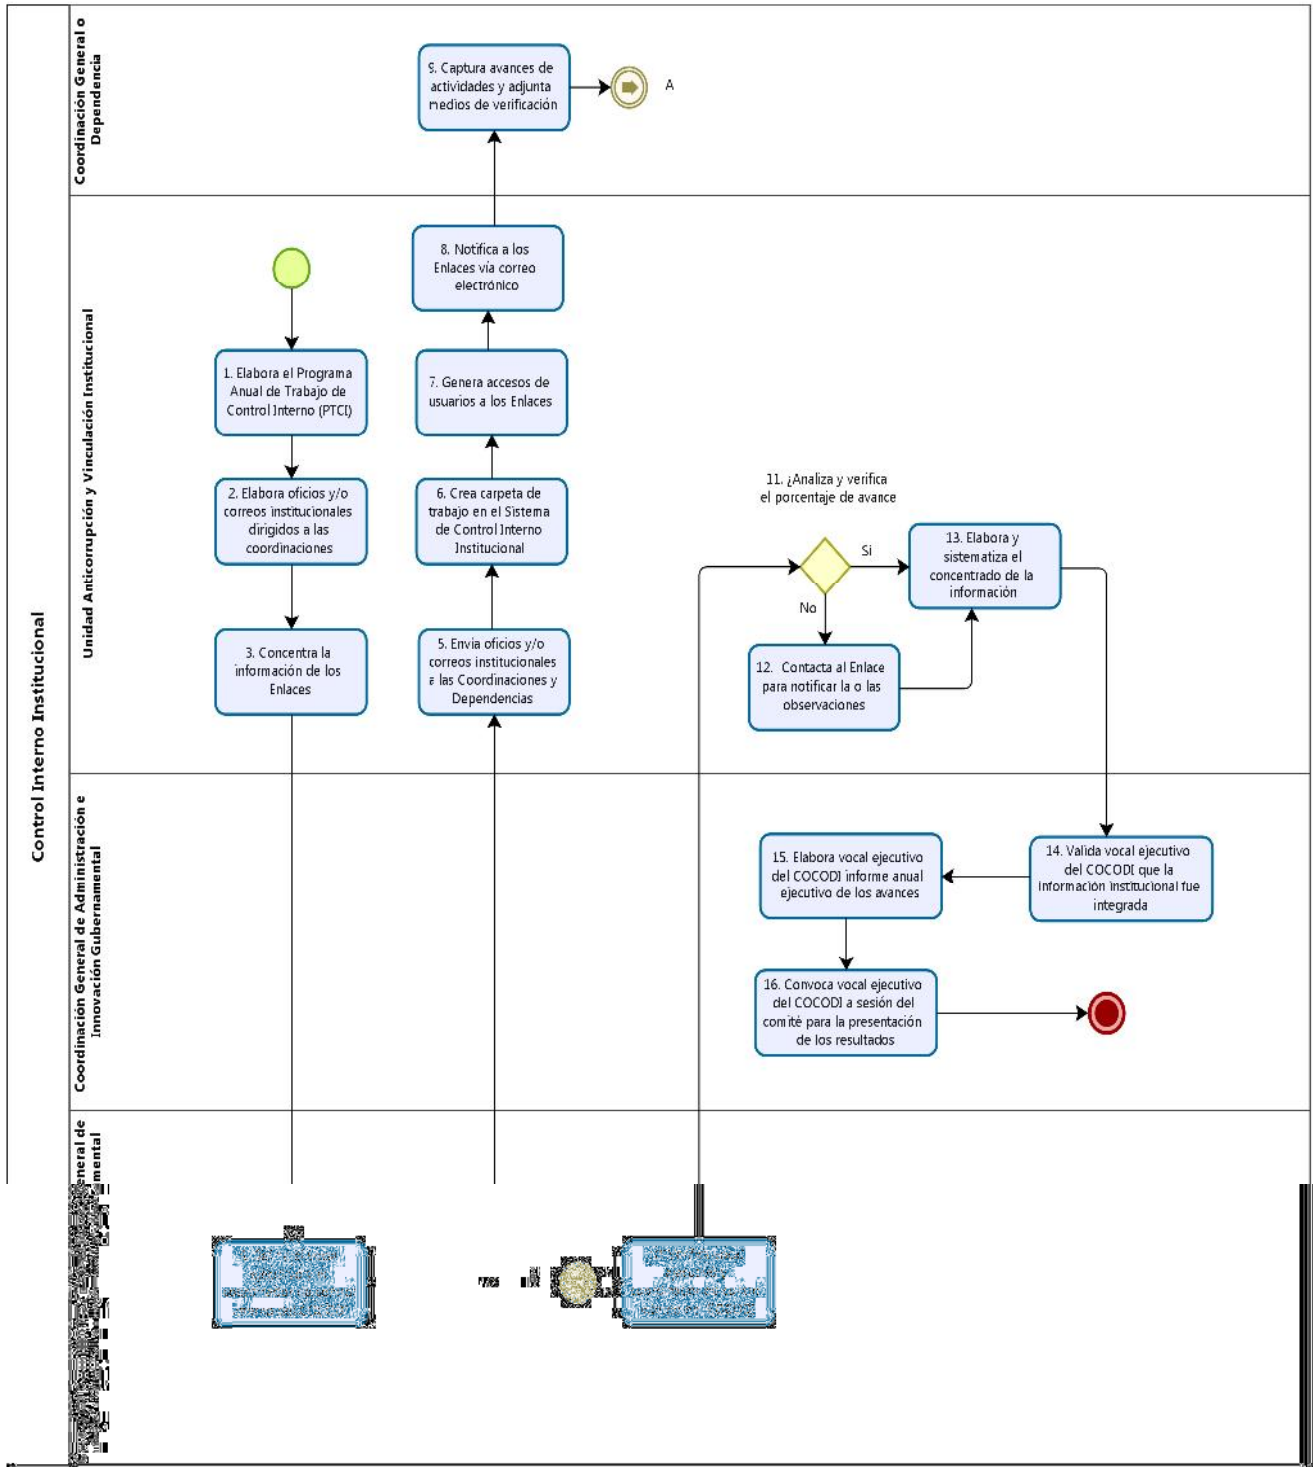 Control Interno Institucional
Coordinación General o
Dependencia
9. Captura avances de
actividades y adjunta
medios de verificación
A
Unidad Anticorrupción y Vinculación Institucional
1. Elabora el Programa
Anual de Trabajo de
Control Interno (PTCI)
2. Elabora oficios y/o
correos institucionales
dirigidos a las
coordinaciones
3. Concentra la
información de los
Enlaces
8. Notifica a los
Enlaces vía correo
electrónico
7. Genera accesos de
usuarios a los Enlaces
6. Crea carpeta de
trabajo en el Sistema
de Control Interno
Institucional
5. Envía oficios y/o
correos institucionales
a las Coordinaciones y
Dependencias
11. ¿Analiza y verifica
el porcentaje de avance
Si
No
12. Contacta al Enlace
para notificar la o las
observaciones
13. Elabora y
sistematiza el
concentrado de la
información
Coordinación General de Administración e
Innovación Gubernamental
14. Valida vocal ejecutivo
del COCODI que la
información institucional fue
integrada
15. Elabora vocal ejecutivo
del COCODI informe anual
ejecutivo de los avances
16. Convoca vocal ejecutivo
del COCODI a sesión del
comité para la presentación
de los resultados
eneral de
mental